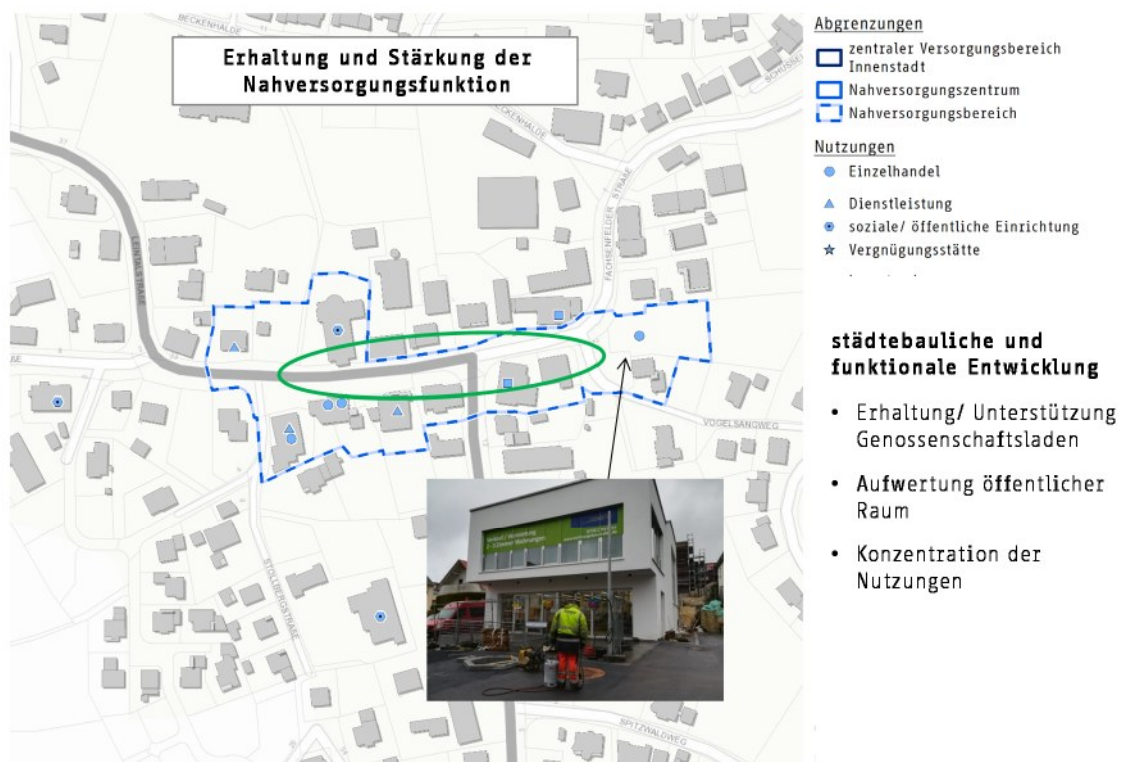 Erhaltung und Stärkung der
Nahversorgungsfunktion
BECKENHALDE
BECKENHALDE
FACHSENFELDER STRAßE
LEINTALSTRAßE
VOGELSANGWEG
STOLLBERGSTRAßE
SPITZWALDWEG
Abgrenzungen
zentraler Versorgungsbereich
Innenstadt
Nahversorgungszentrum
Nahversorgungsbereich
Nutzungen
Einzelhandel
Dienstleistung
soziale/ öffentliche Einrichtung
Vergnügungsstätte
städtebauliche und
funktionale Entwicklung
• Erhaltung/ Unterstützung
Genossenschaftsladen
• Aufwertung öffentlicher
Raum
• Konzentration der
Nutzungen